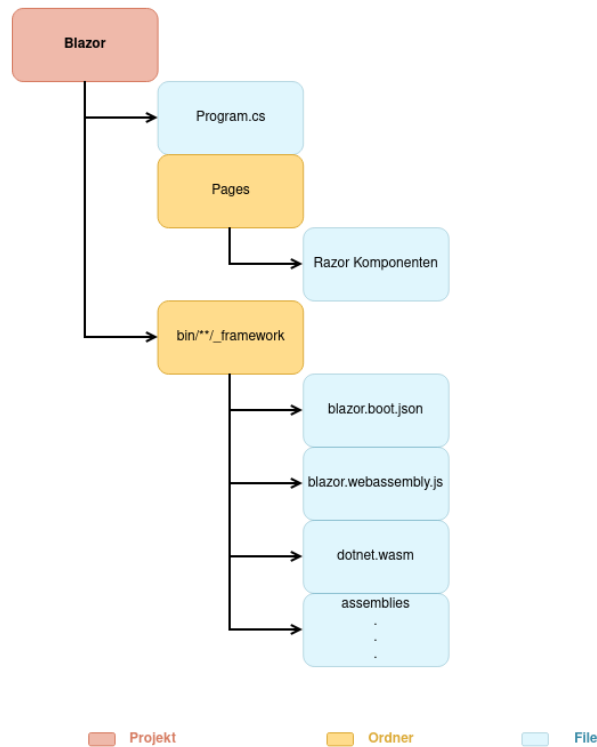 Blazor
Program.cs
Pages
Razor Komponenten
bin/**/_framework
blazor.boot.json
blazor.webassembly.js
dotnet.wasm
assemblies
.
.
.
Projekt
Ordner
File